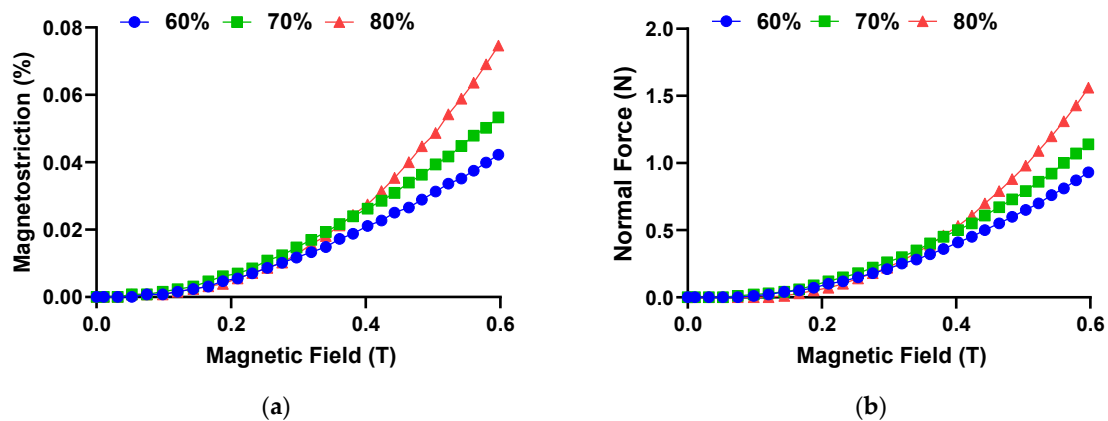 60% 70% 80%
0.08
0.06
0.04
0.02
0.00
0.0 0.2 0.4 0.6
Magnetostriction (%)
Magnetic Field (T)
(a)
60% 70% 80%
2.0
1.5
1.0
0.5
0.0
0.0 0.2 0.4 0.6
Normal Force (N)
Magnetic Field (T)
(b)